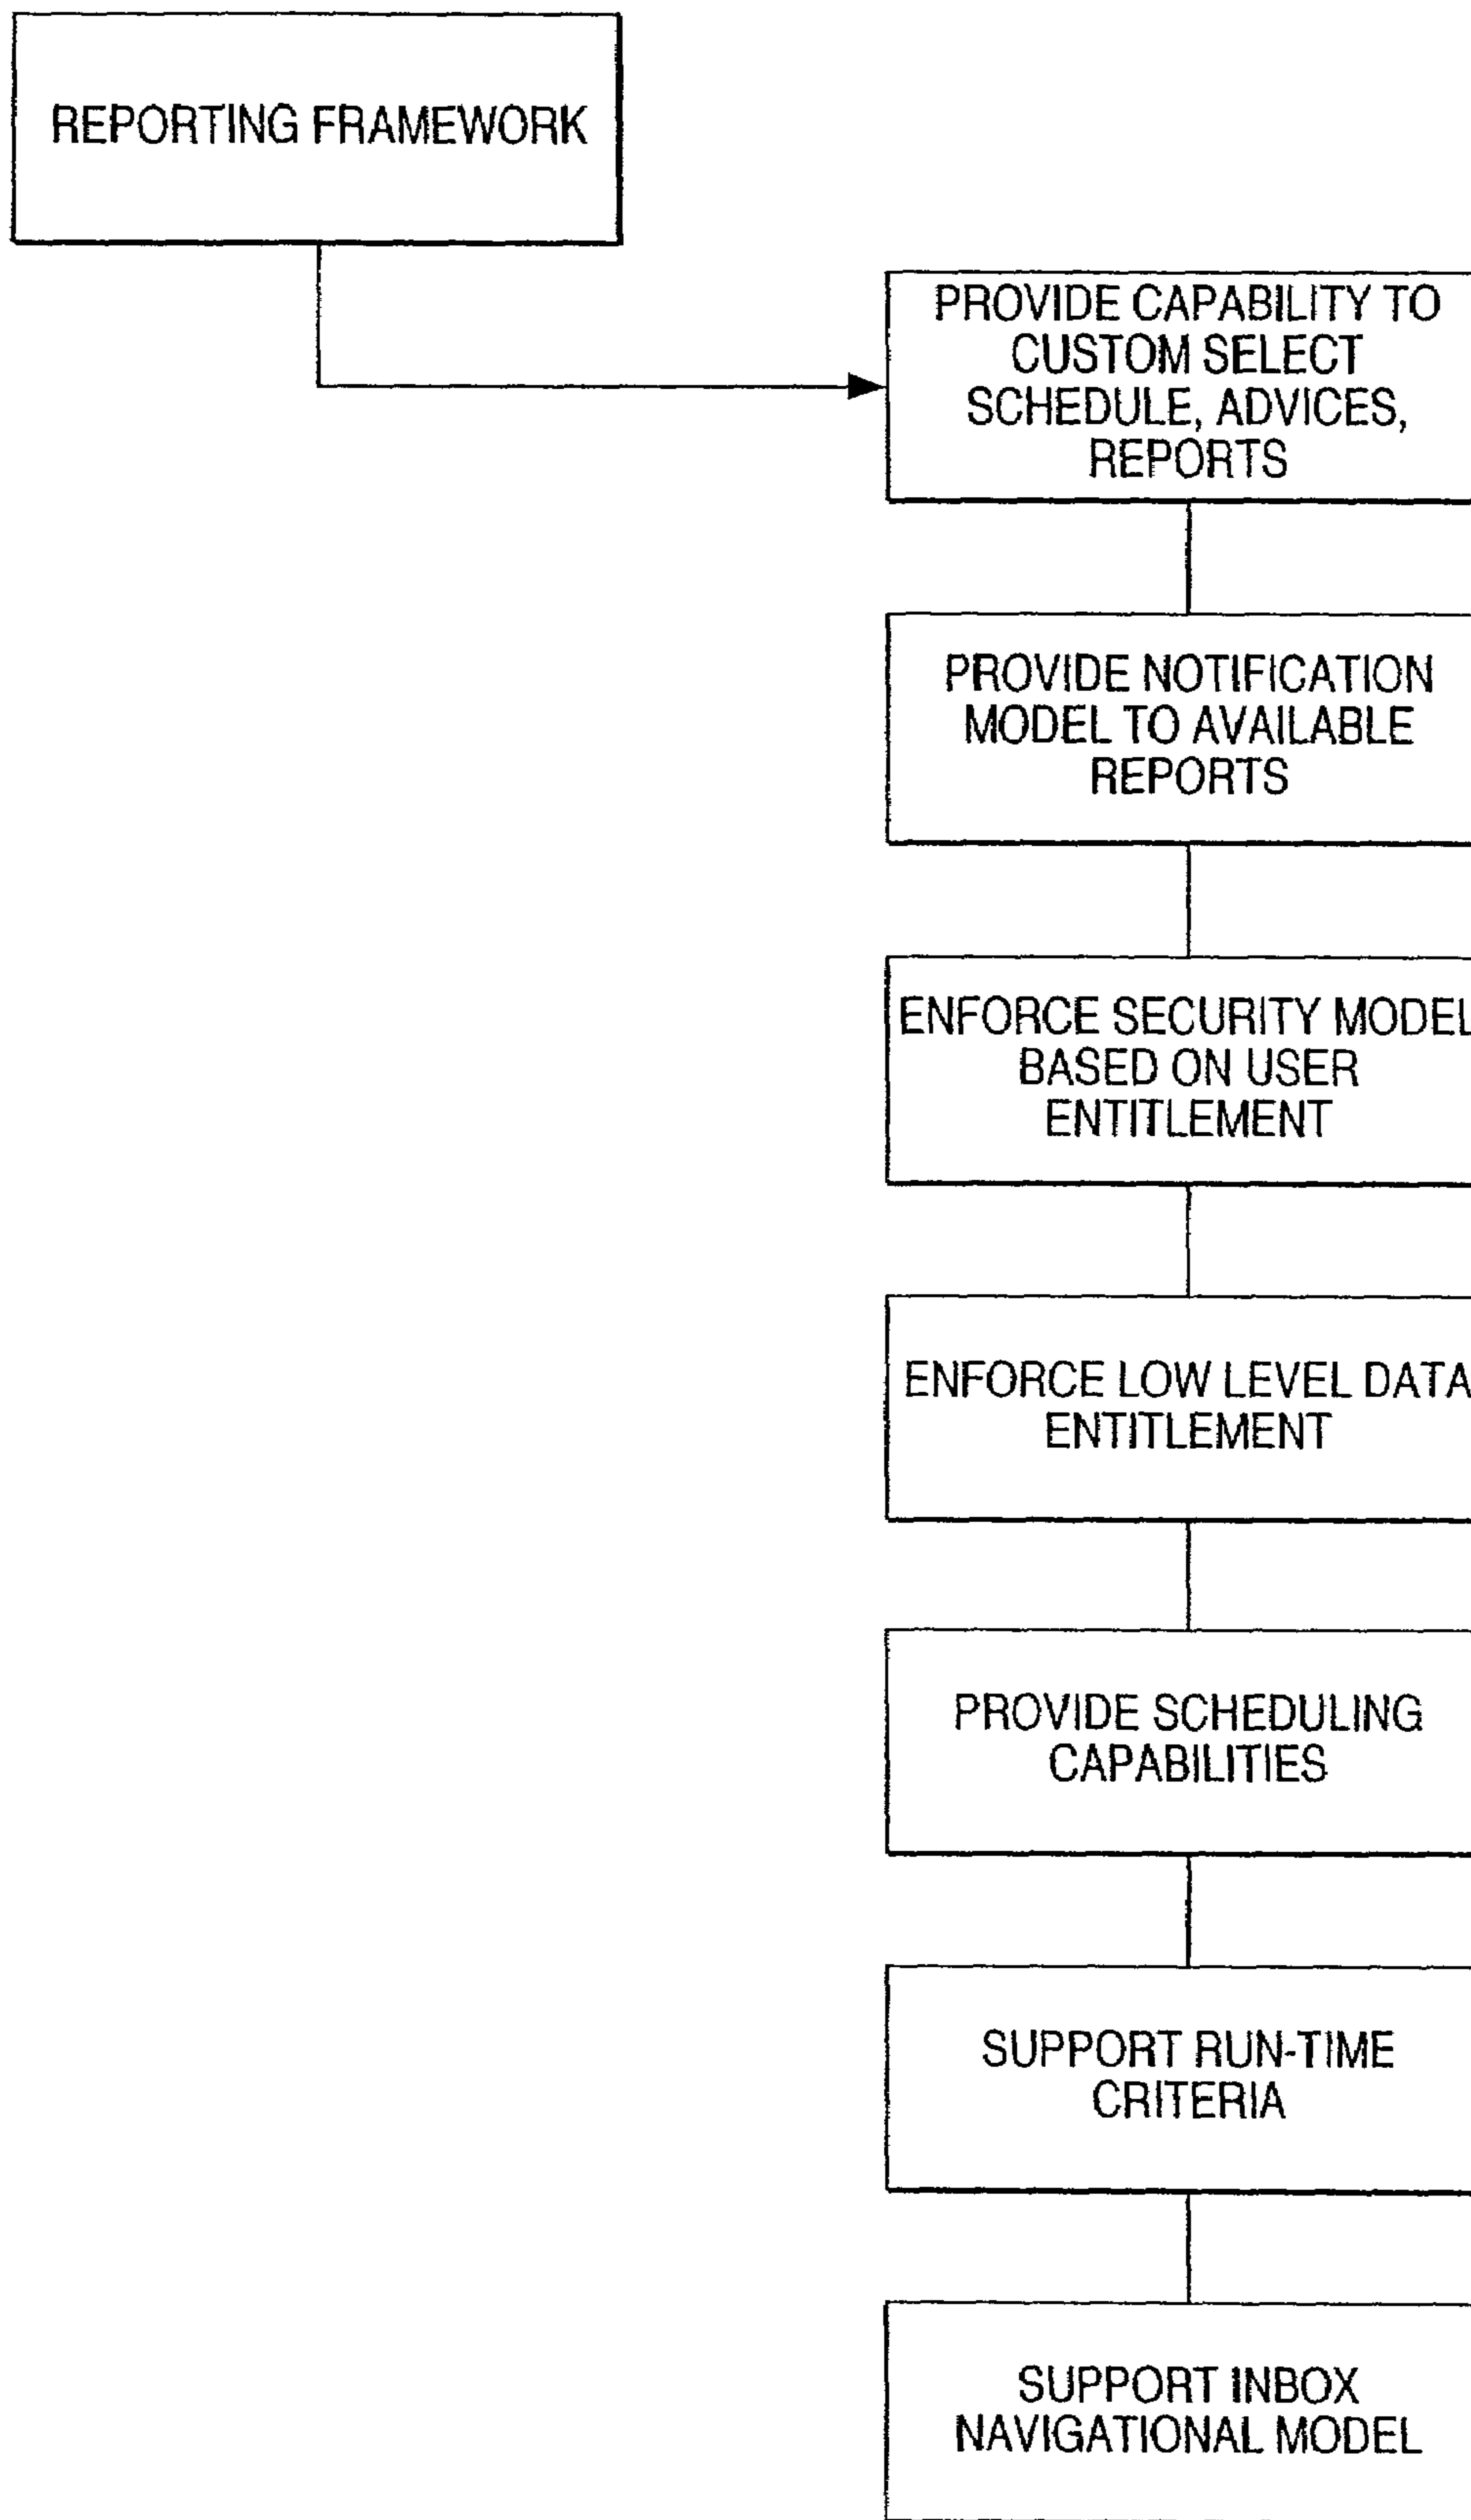 REPORTING FRAMEWORK
PROVIDE CAPABILITY TO
CUSTOM SELECT
SCHEDULE, ADVICES,
REPORTS
PROVIDE NOTIFICATION
MODEL TO AVAILABLE
REPORTS
ENFORCE SECURITY MODEL
BASED ON USER
ENTITLEMENT
ENFORCE LOW LEVEL DATA
ENTITLEMENT
PROVIDE SCHEDULING
CAPABILITIES
SUPPORT RUN-TIME
CRITERIA
SUPPORT INBOX
NAVIGATIONAL MODEL